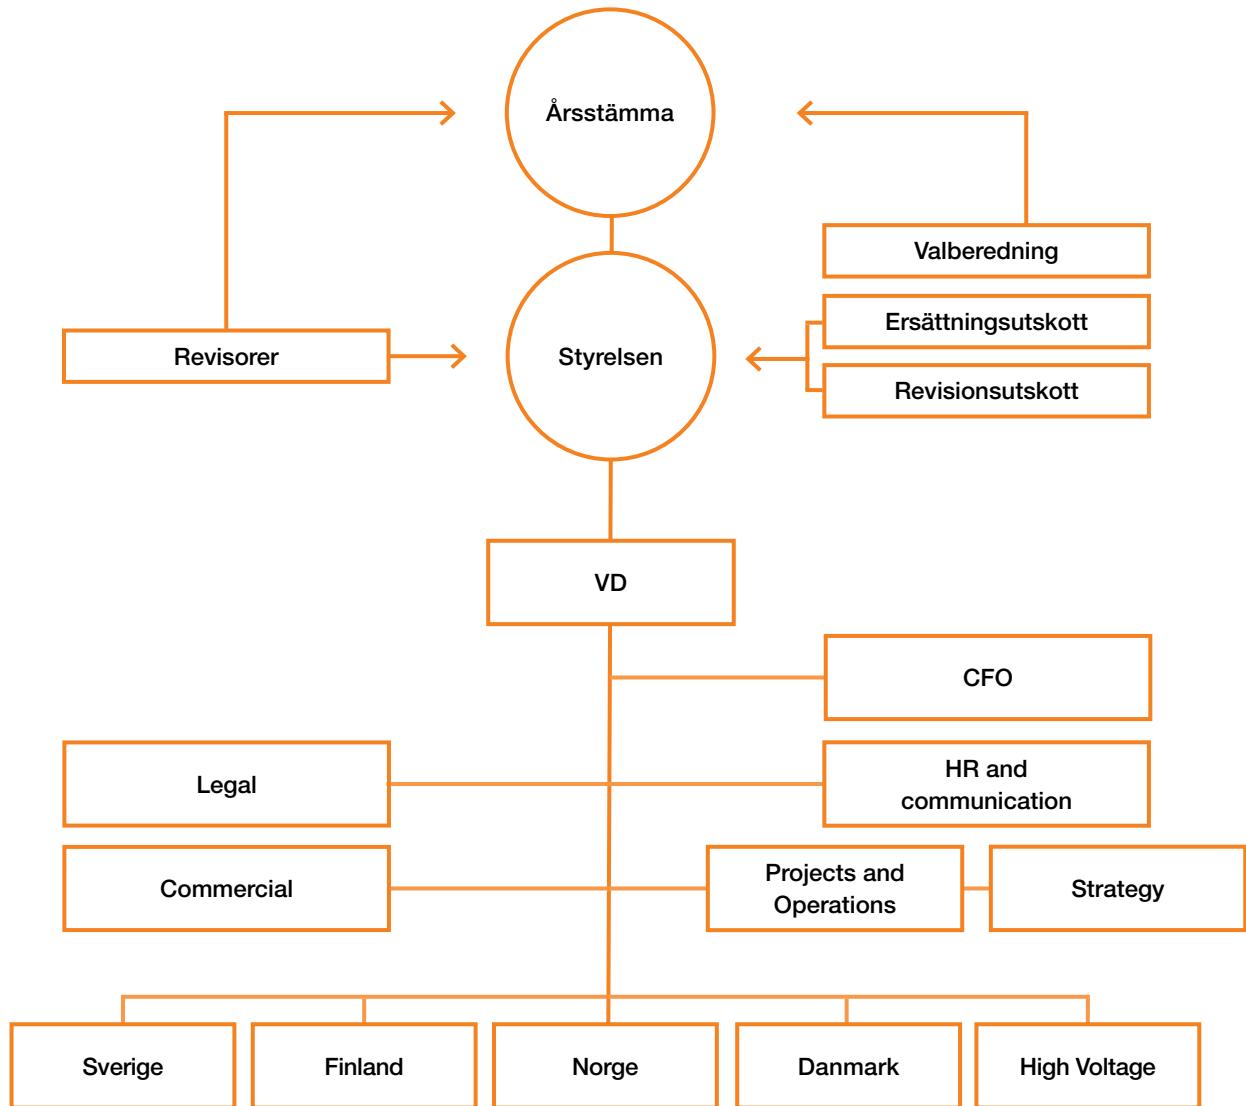 Årsstämma
Valberedning
Ersättningsutskott
Revisorer
Styrelsen
Revisionsutskott
VD
CFO
Legal
HR and
communication
Commercial
Projects and
Operations
Strategy
Sverige
Finland
Norge
Danmark
High Voltage